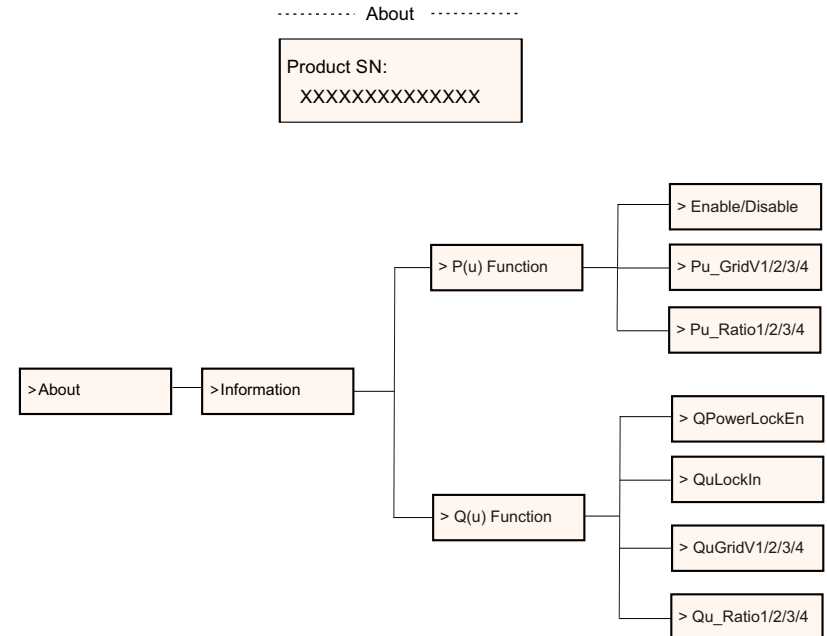 About
Product SN:
XXXXXXXXXXXXXX
> Enable/Disable
> P(u) Function
> Pu_GridV1/2/3/4
> Pu_Ratio1/2/3/4
>About
>Information
> QPowerLockEn
> QuLockIn
> Q(u) Function
> QuGridV1/2/3/4
> Qu_Ratio1/2/3/4